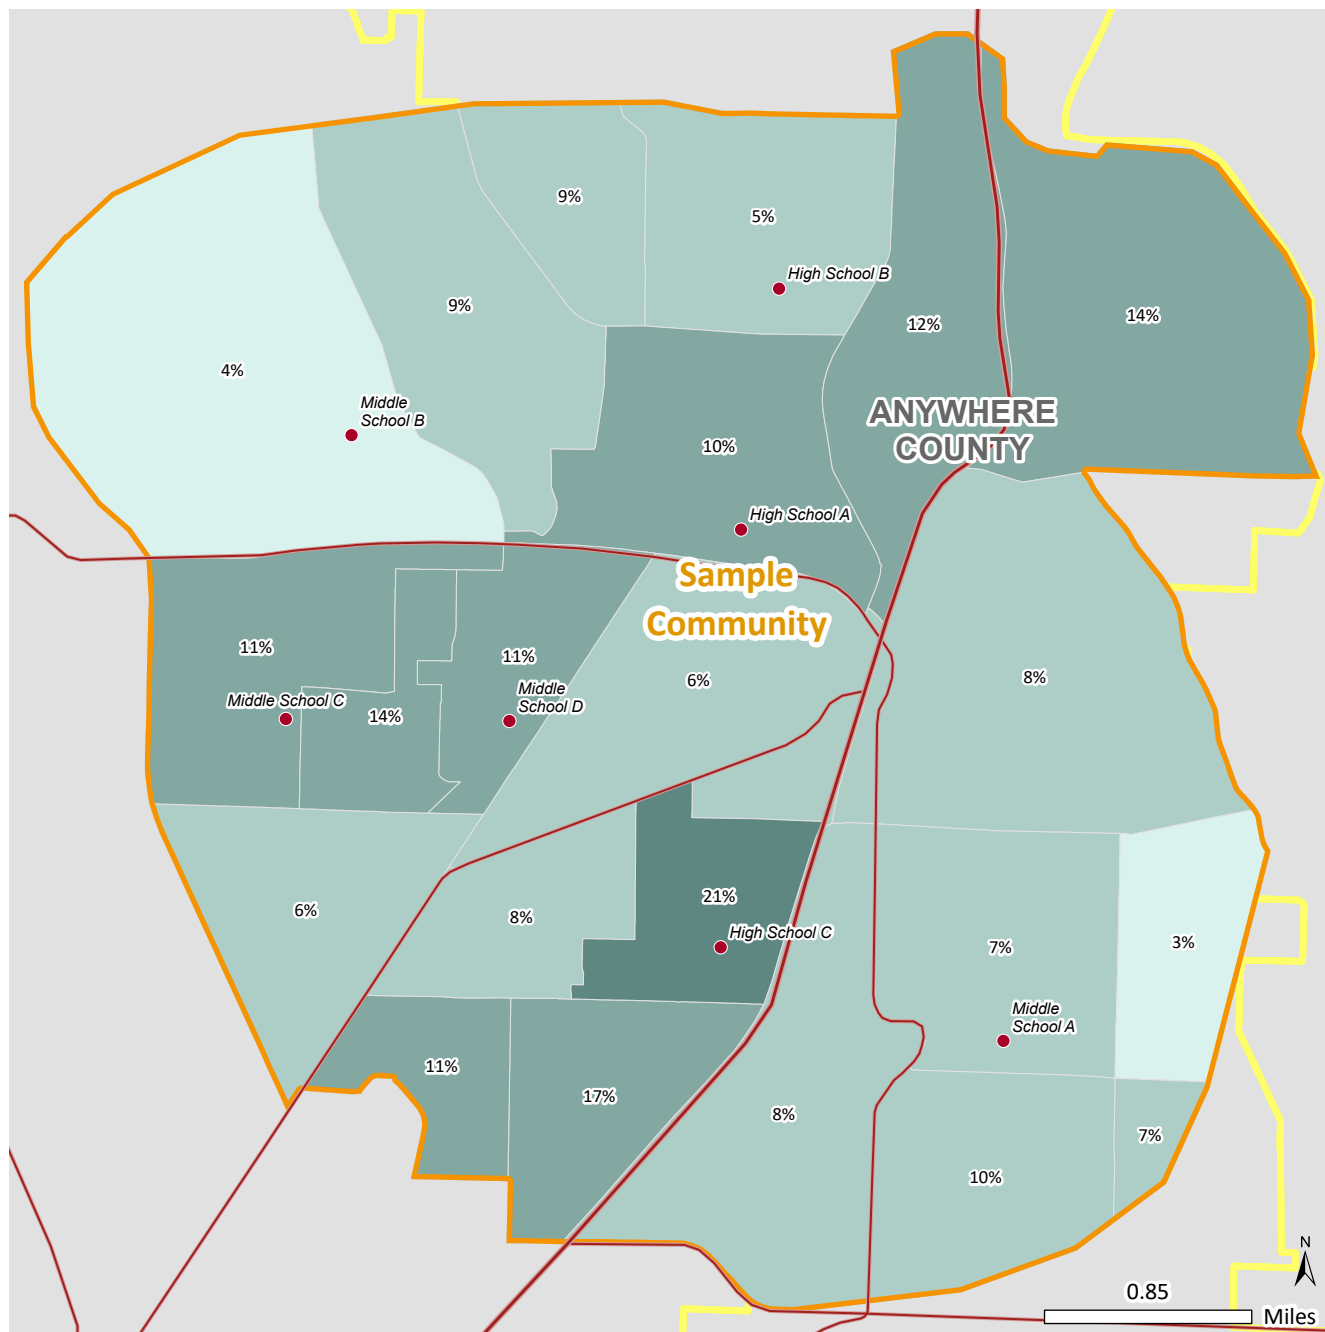 9%
5%
High School B
9%
12%
14%
4%
Middle
School B
ANYWHERE
COUNTY
10%
High School A
Sample
Community
11%
11%
6%
8%
Middle School C
14%
Middle
School D
6%
8%
21%
High School C
7%
3%
Middle
School A
11%
17%
8%
7%
10%
N
0.85
Miles